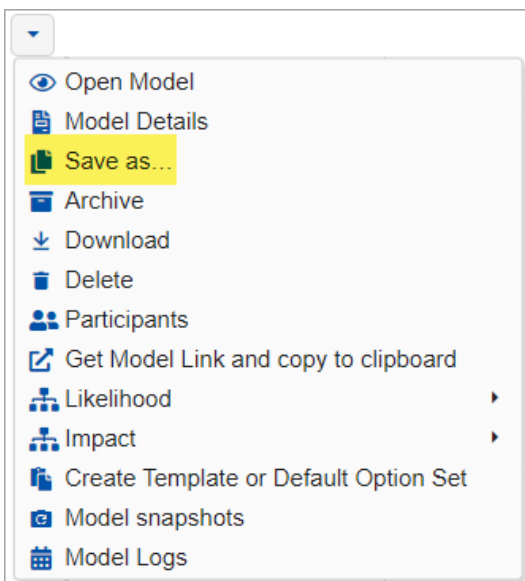 Open Model
Model Details
Save as...
Archive
Download
Delete
Participants
Get Model Link and copy to clipboard
Likelihood
Impact
Create Template or Default Option Set
Model snapshots
Model Logs